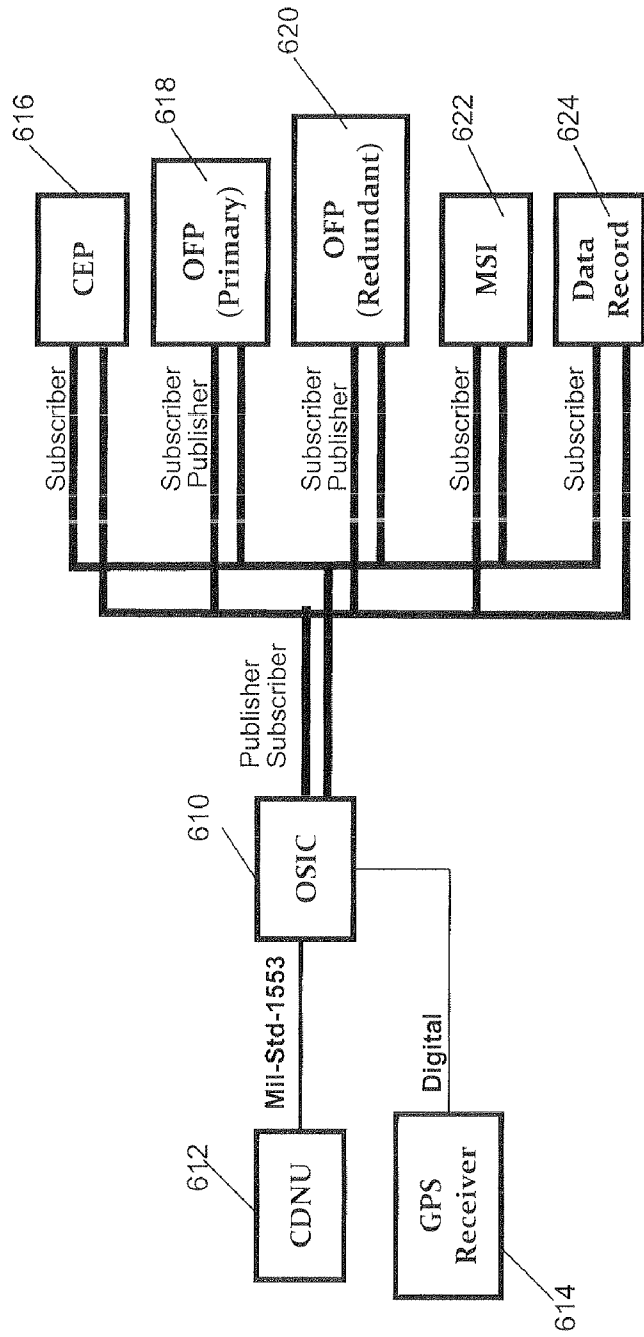 612
CDNU
Mil-Std-1553
GPS
Receiver
614
Digital
610
OSIC
Publisher
Subscriber
Subscriber
CEP
616
Subscriber
Publisher
OFP
(Primary)
618
Subscriber
Publisher
OFP
(Redundant)
620
Subscriber
MSI
622
Subscriber
Data
Record
624